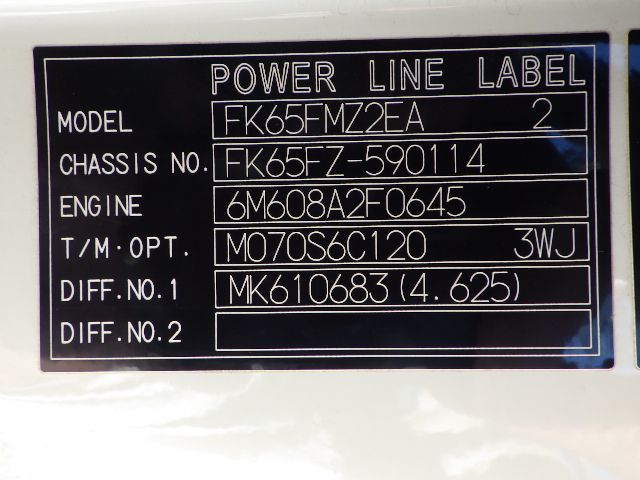 POWER LINE LABEL
MODEL FK65FMZ2EA 2
CHASSIS NO. FK65FZ-590114
ENGINE 6M608A2F0645
T/M·OPT. M070S6C120 3WJ
DIFF.NO.1 MK610683(4.625)
DIFF.NO.2